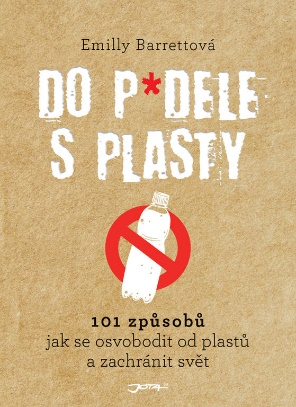 Emilly Barrettová
DO P*DELE
S PLASTY
101 způsobů
jak se osvobodit od plastů
a zachránit svět
JOTA